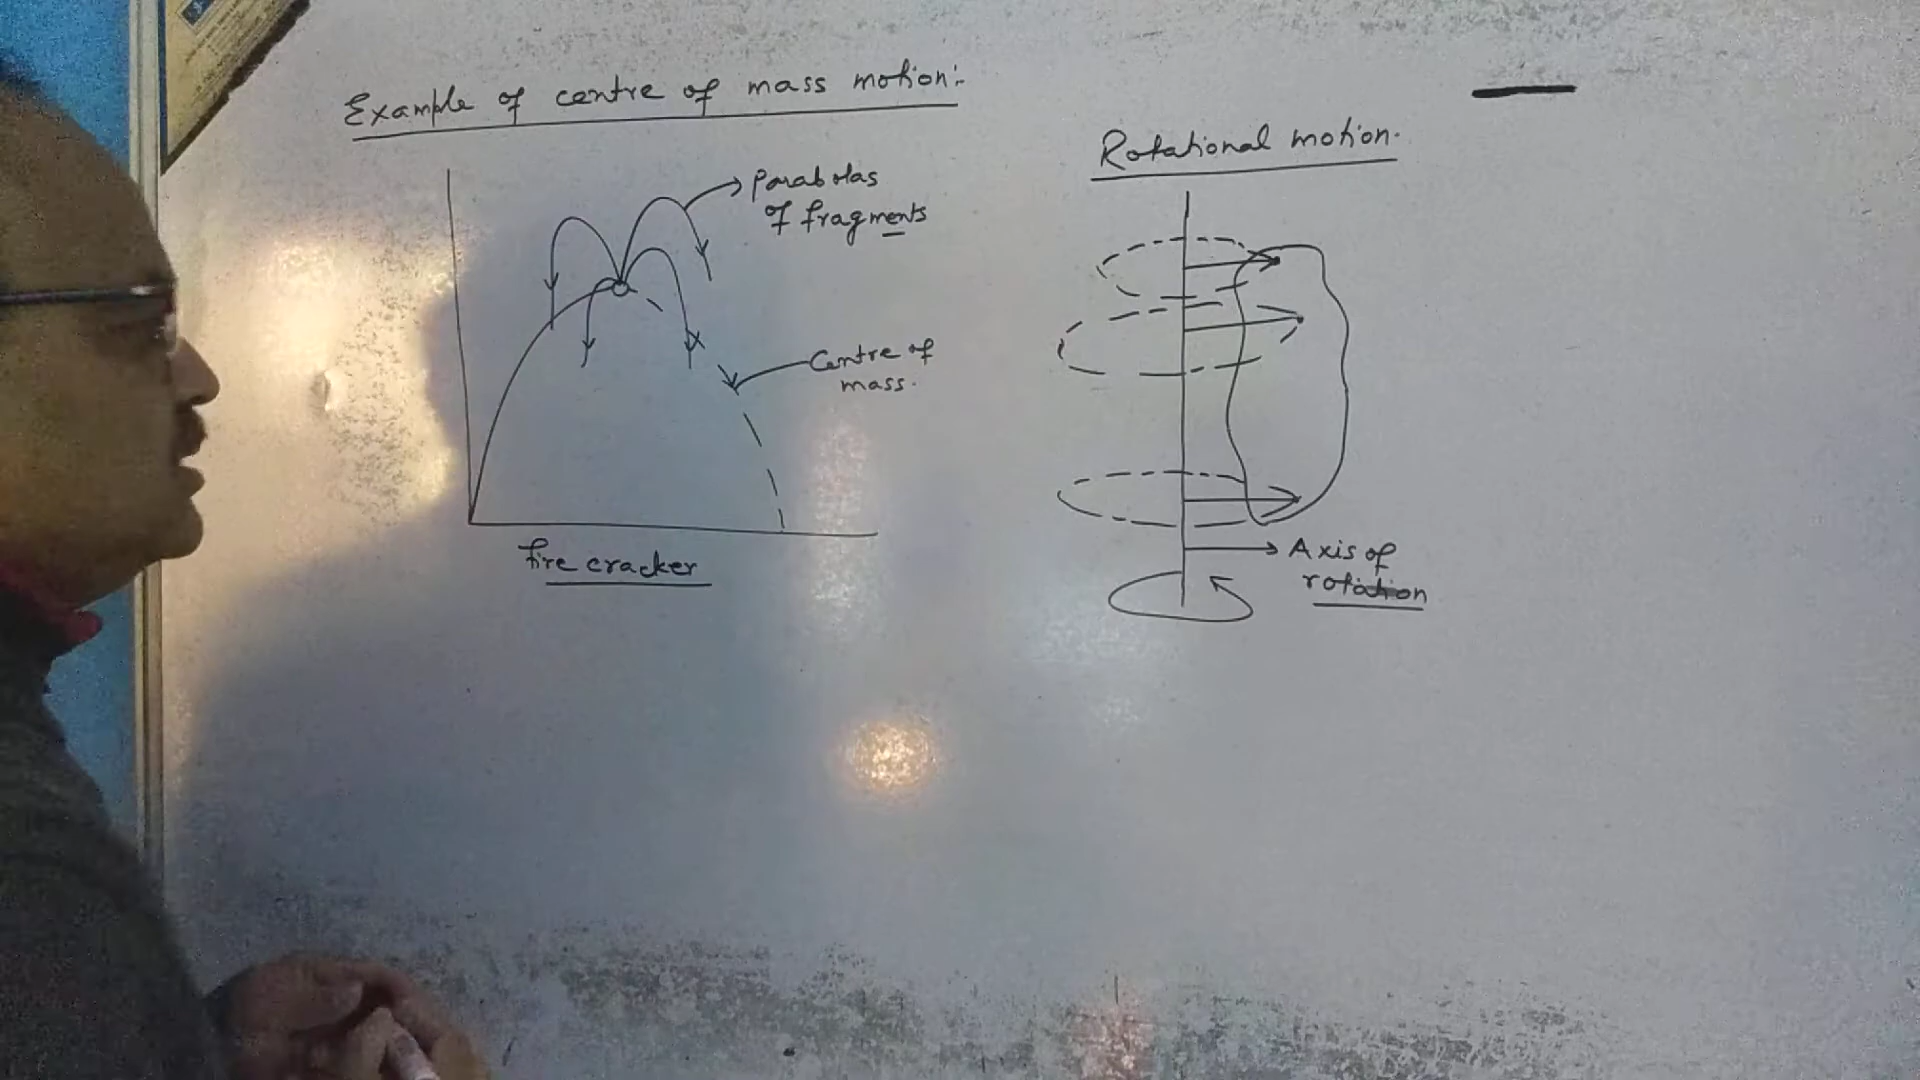 Example of centre of mass motion:-
Parabolas
of fragments
Centre of
mass.
fire cracker
Rotational motion.
Axis of
rotation